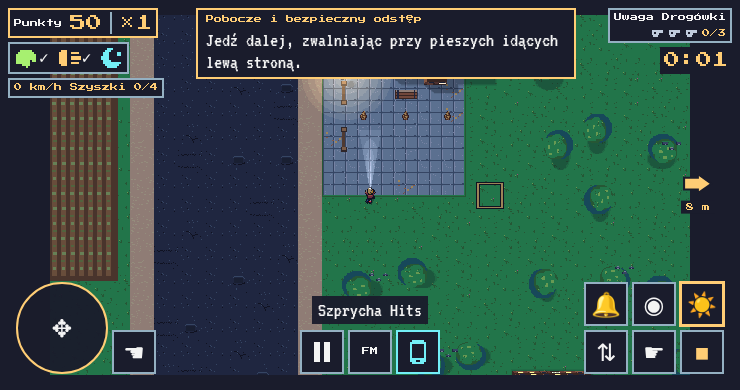 Punkty 50 | ×1
Pobocze i bezpieczny odstęp
Jedź dalej, zwalniając przy pieszych idących
lewą stroną.
Uwaga Drogówki
0/3
0:01
0 km/h Szyszki 0/4
8 m
Szprycha Hits
FM